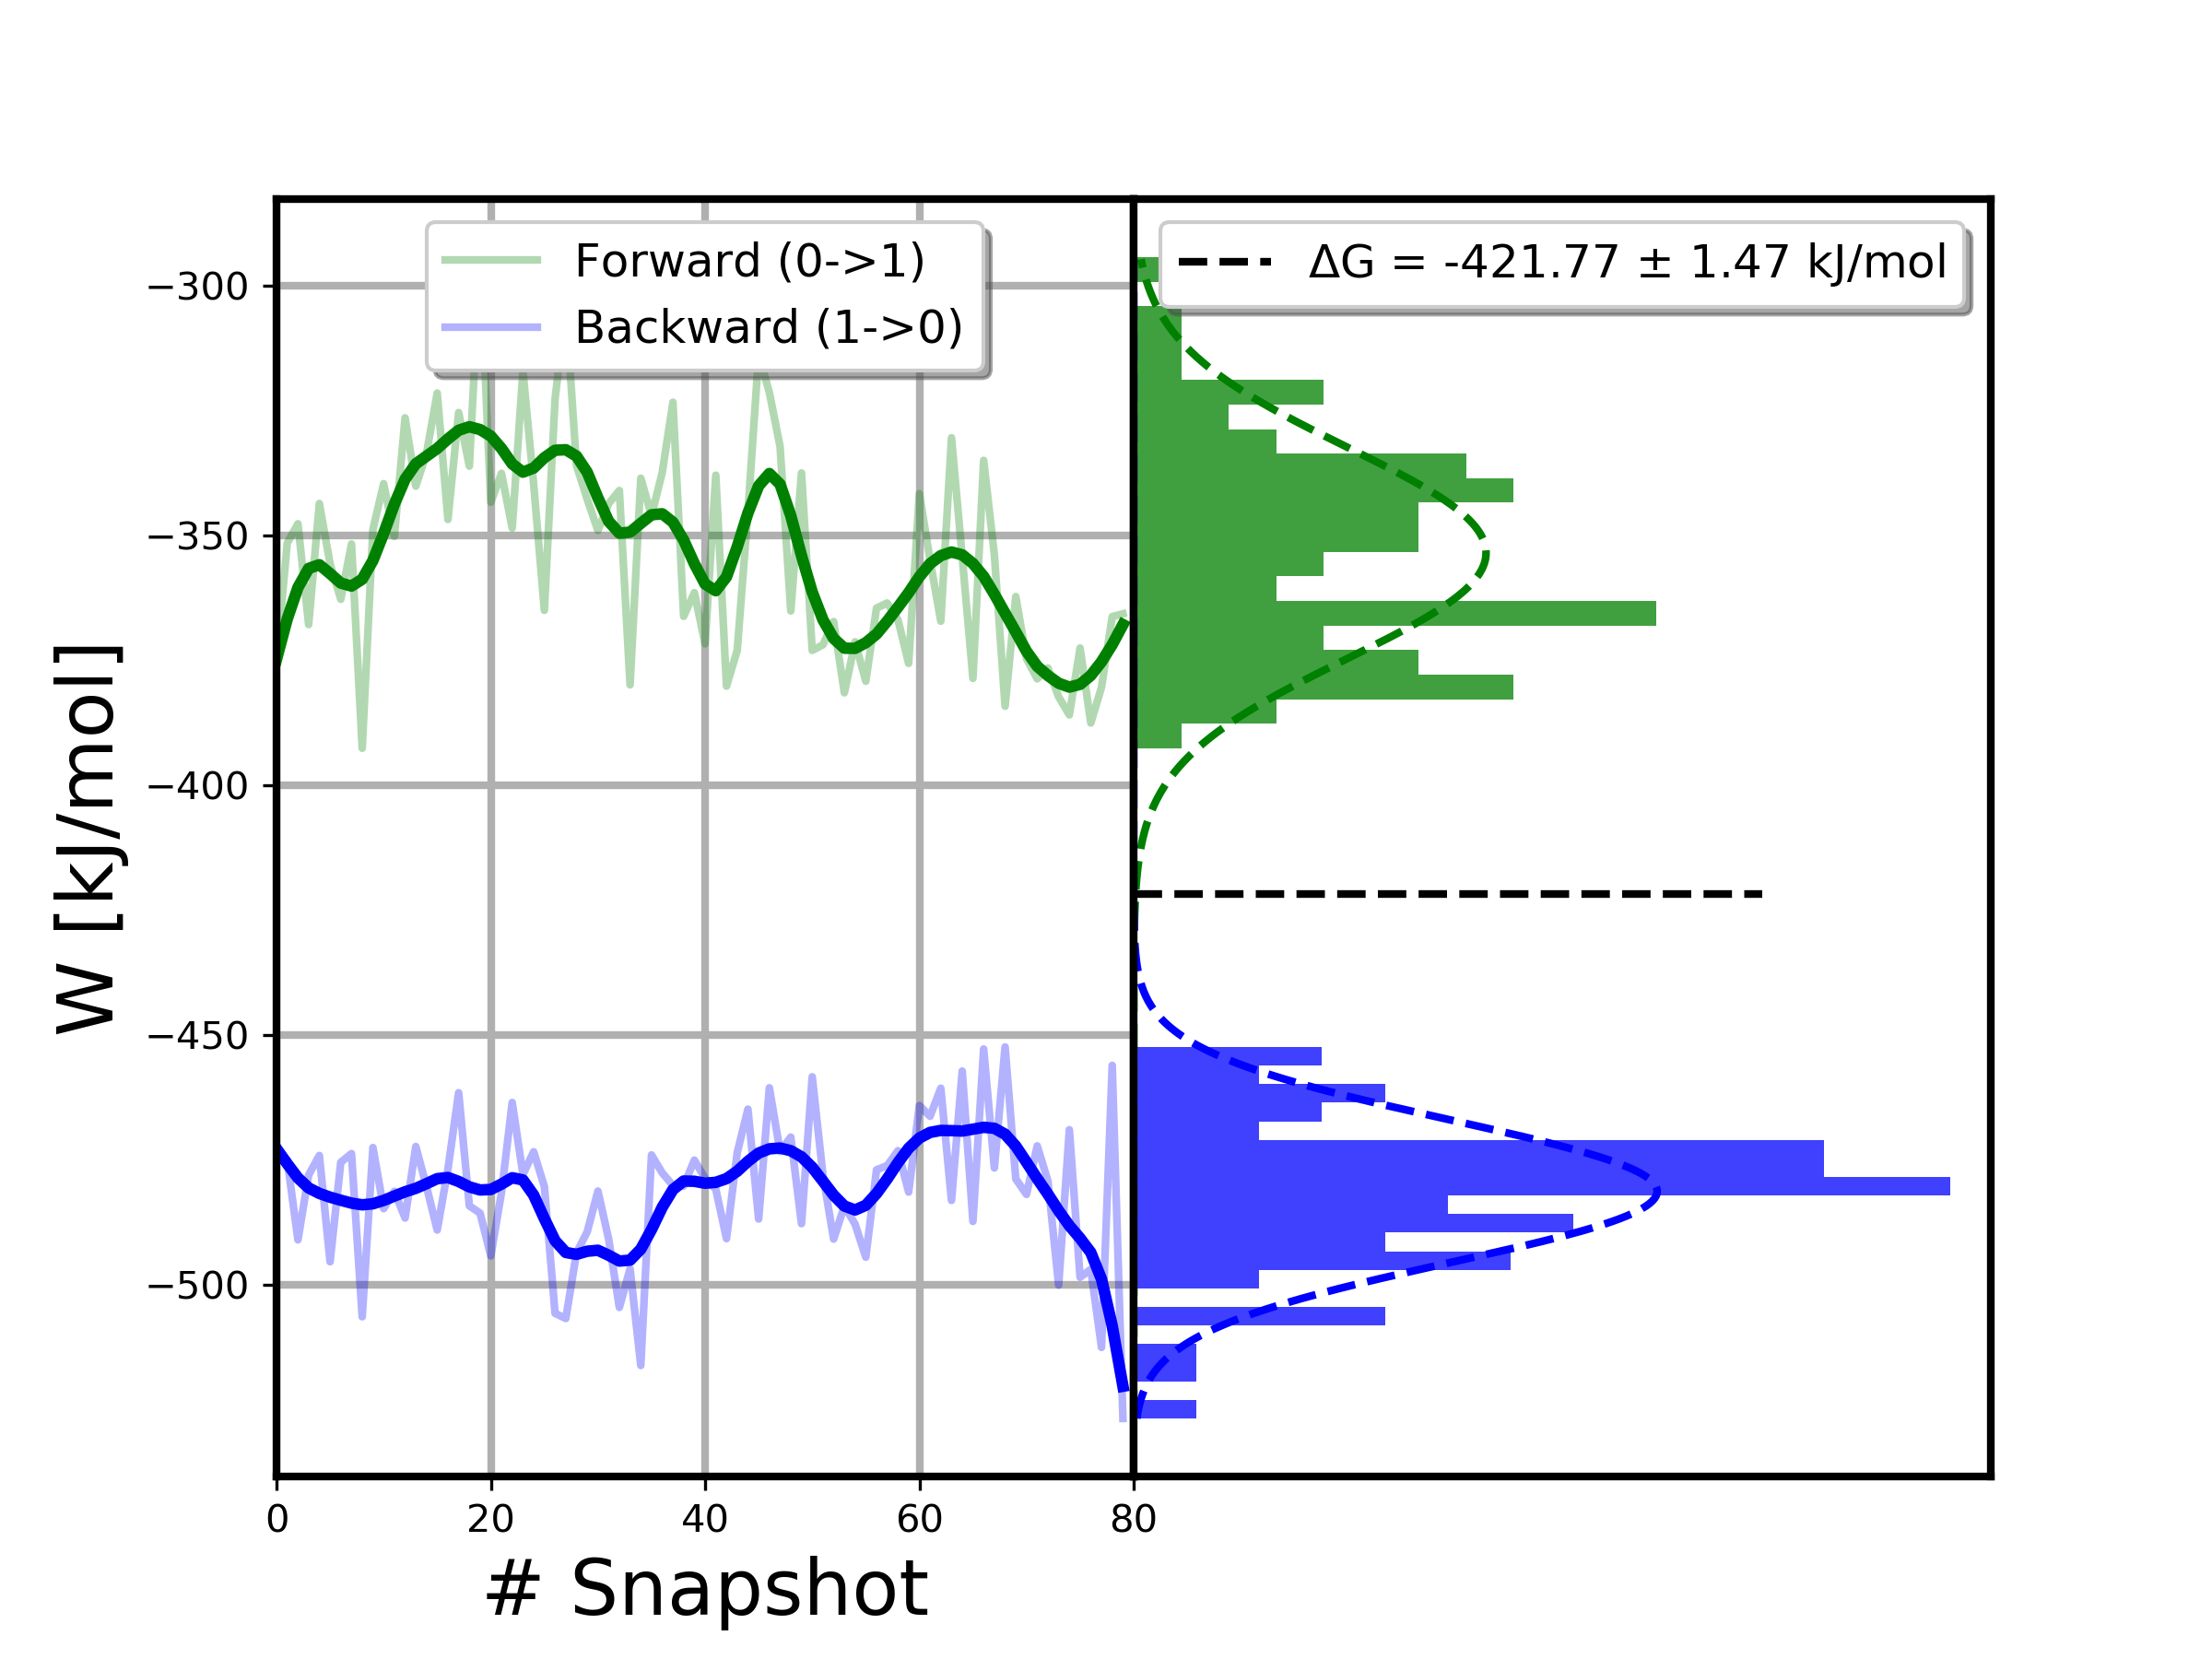 Forward (0->1)
Backward (1->0)
ΔG = -421.77 ± 1.47 kJ/mol
W [kJ/mol]
−300
−350
−400
−450
−500
0 20 40 60 80
# Snapshot